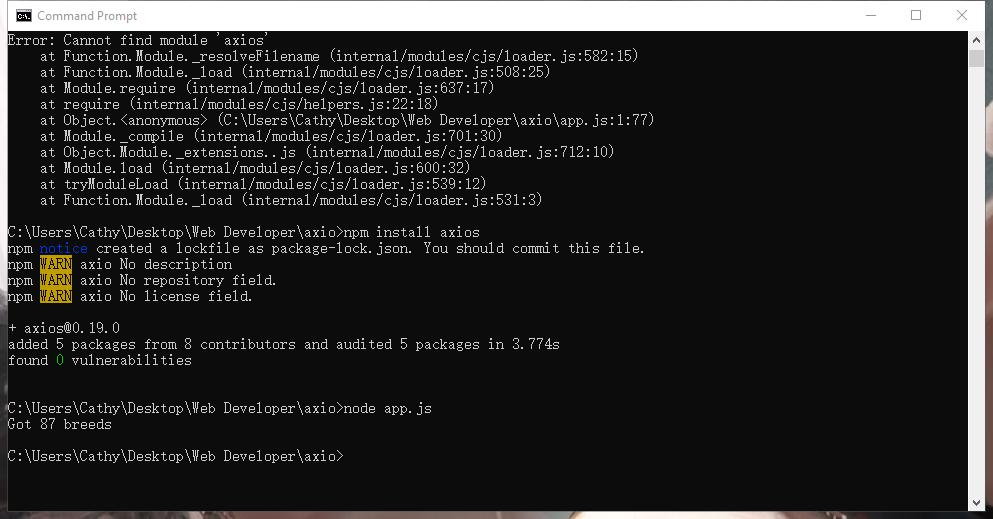 Command Prompt
Error: Cannot find module 'axios'
    at Function.Module._resolveFilename (internal/modules/cjs/loader.js:582:15)
    at Function.Module._load (internal/modules/cjs/loader.js:508:25)
    at Module.require (internal/modules/cjs/loader.js:637:17)
    at require (internal/modules/cjs/helpers.js:22:18)
    at Object.<anonymous> (C:\Users\Cathy\Desktop\Web Developer\axio\app.js:1:77)
    at Module._compile (internal/modules/cjs/loader.js:701:30)
    at Object.Module._extensions..js (internal/modules/cjs/loader.js:712:10)
    at Module.load (internal/modules/cjs/loader.js:600:32)
    at tryModuleLoad (internal/modules/cjs/loader.js:539:12)
    at Function.Module._load (internal/modules/cjs/loader.js:531:3)
C:\Users\Cathy\Desktop\Web Developer\axio>npm install axios
npm notice created a lockfile as package-lock.json. You should commit this file.
npm WARN axio No description
npm WARN axio No repository field.
npm WARN axio No license field.
+ axios@0.19.0
added 5 packages from 8 contributors and audited 5 packages in 3.774s
found 0 vulnerabilities
C:\Users\Cathy\Desktop\Web Developer\axio>node app.js
Got 87 breeds
C:\Users\Cathy\Desktop\Web Developer\axio>